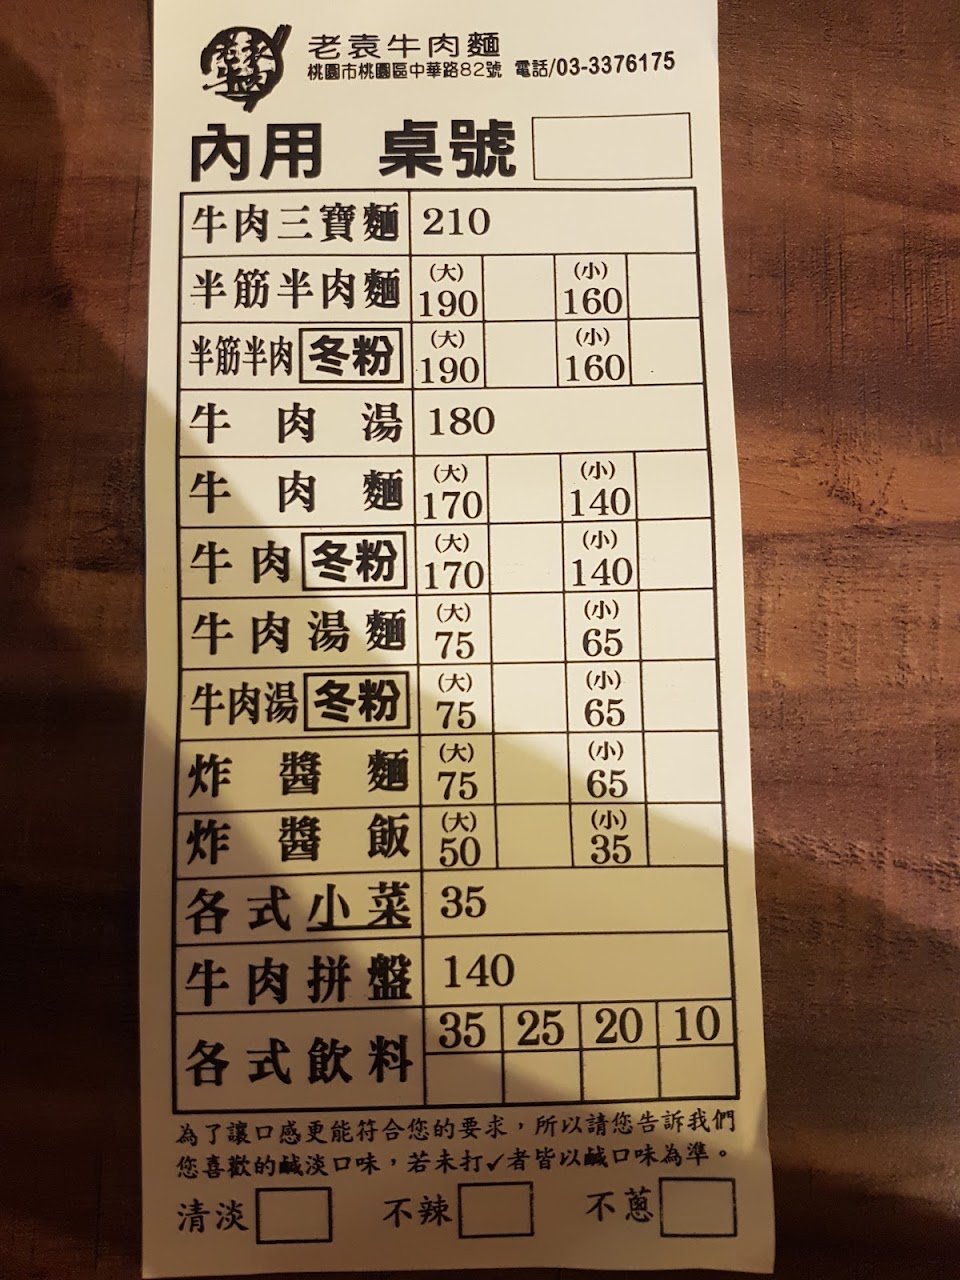 老袁牛肉麵
桃園市桃園區中華路82號 電話/03-3376175
內用 桌號
牛肉三寶麵 210
半筋半肉麵 (大) 190 (小) 160
半筋半肉 冬粉 (大) 190 (小) 160
牛肉湯 180
牛肉麵 (大) 170 (小) 140
牛肉 冬粉 (大) 170 (小) 140
牛肉湯麵 (大) 75 (小) 65
牛肉湯 冬粉 (大) 75 (小) 65
炸醬麵 (大) 75 (小) 65
炸醬飯 (大) 50 (小) 35
各式小菜 35
牛肉拼盤 140
各式飲料 35 25 20 10
為了讓口感更能符合您的要求，所以請您告訴我們
您喜歡的鹹淡口味，若未打✓者皆以鹹口味為準。
清淡 不辣 不蔥